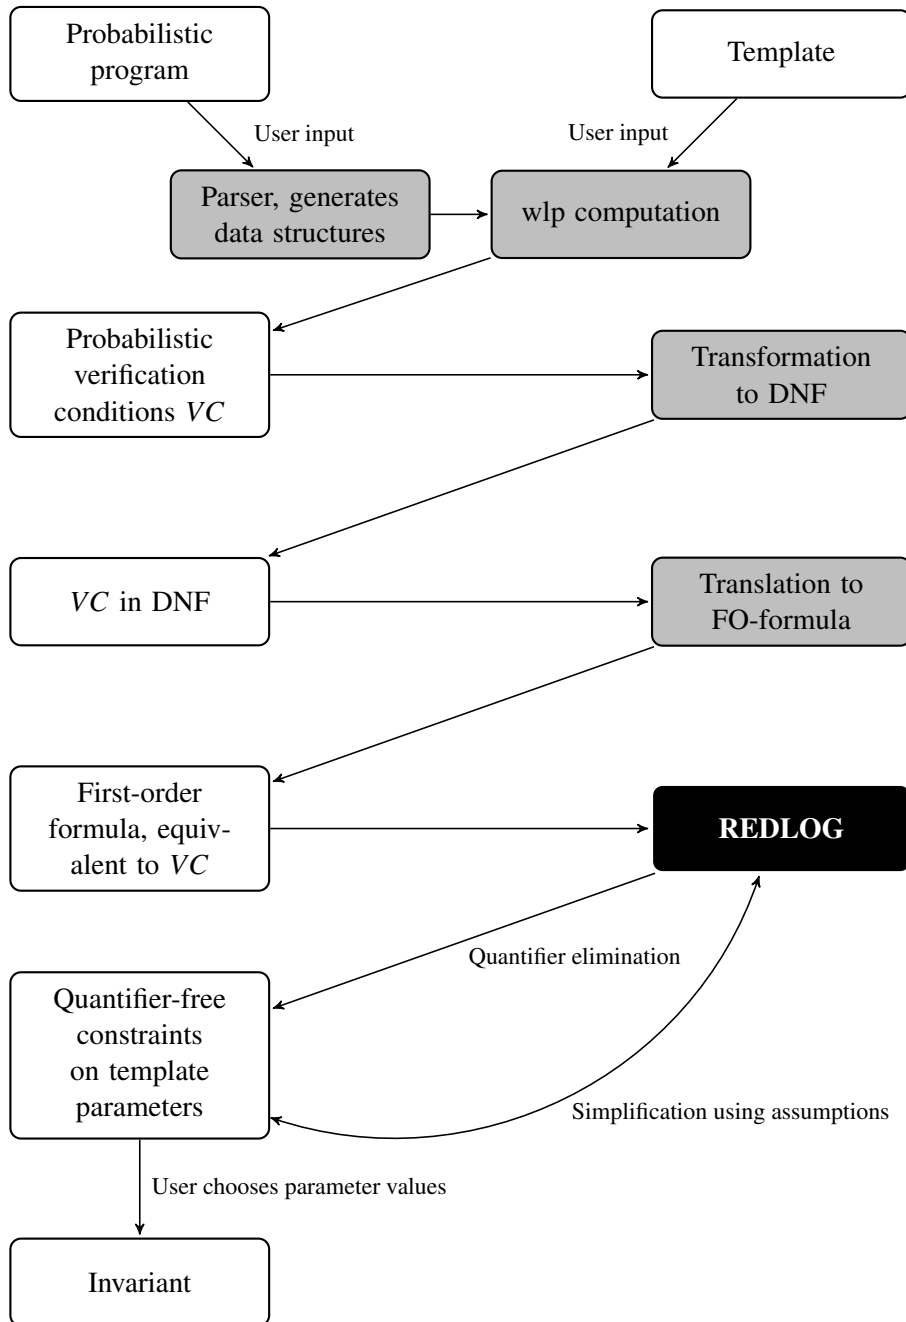 Probabilistic
program
Template
User input
User input
Parser, generates
data structures
wlp computation
Probabilistic
verification
conditions VC
Transformation
to DNF
VC in DNF
Translation to
FO-formula
First-order
formula, equiv-
alent to VC
REDLOG
Quantifier elimination
Quantifier-free
constraints
on template
parameters
Simplification using assumptions
User chooses parameter values
Invariant